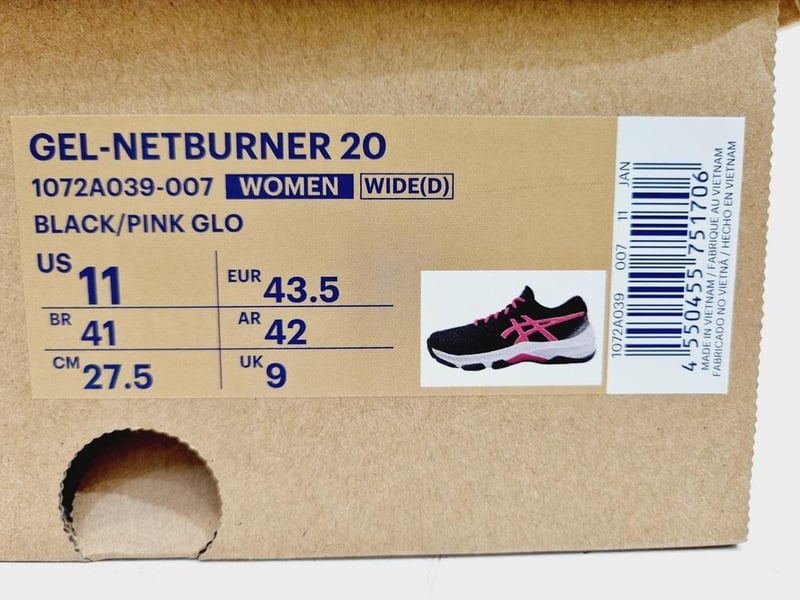 GEL-NETBURNER 20
1072A039-007 WOMEN WIDE(D)
BLACK/PINK GLO
US 11
EUR 43.5
BR 41
AR 42
CM 27.5
UK 9
1072A039 007 11 JAN
4 550455 751706
MADE IN VIETNAM / FABRIQUE AU VIETNAM
FABRICADO NO VIETNÃ / HECHO EN VIETNAM